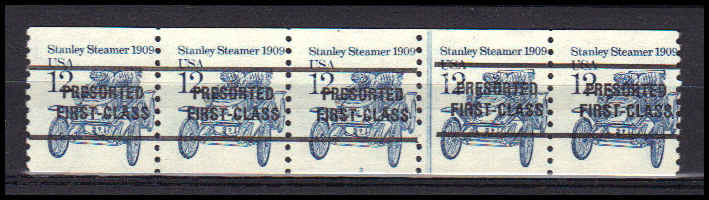 Stanley Steamer 1909 Stanley Steamer 1909 Stanley Steamer 1909 Stanley Steamer 1909 Stanley Steamer 1909
USA USA USA USA USA
12 12 12 12 12
PRESORTED PRESORTED PRESORTED PRESORTED PRESORTED
FIRST-CLASS FIRST-CLASS FIRST-CLASS FIRST-CLASS FIRST-CLASS